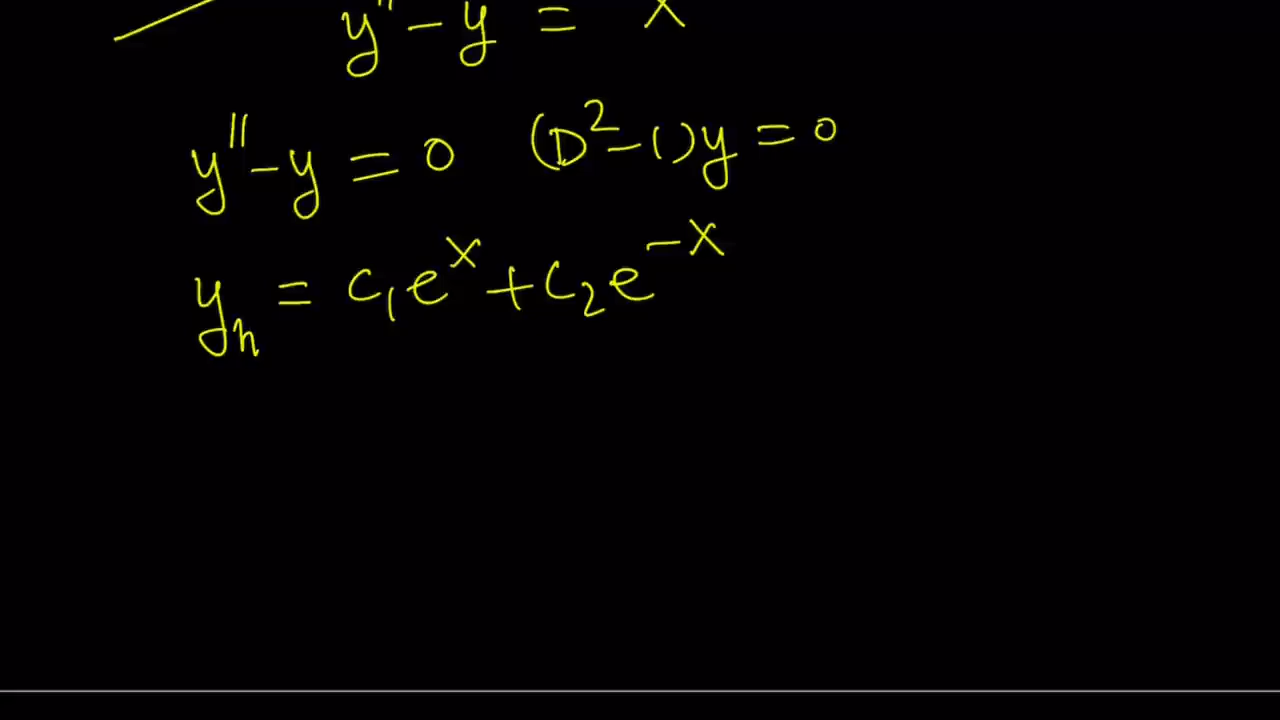 y'' - y = x
y'' - y = 0 (D² - 1)y = 0
yₕ = c₁eˣ + c₂e⁻ˣ